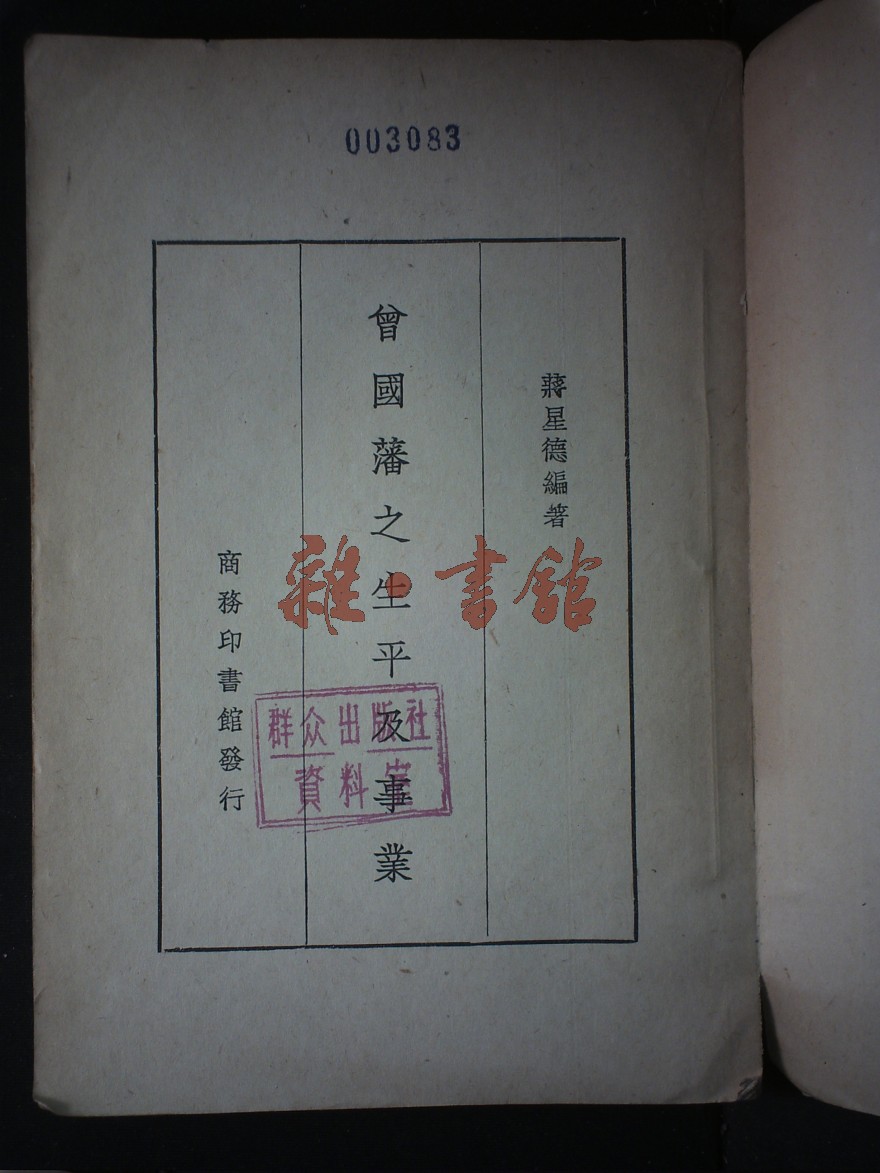 003083
蔣星德編著
曾國藩之生平及事業
商務印書館發行
雜·書館
群众出版社
資料室